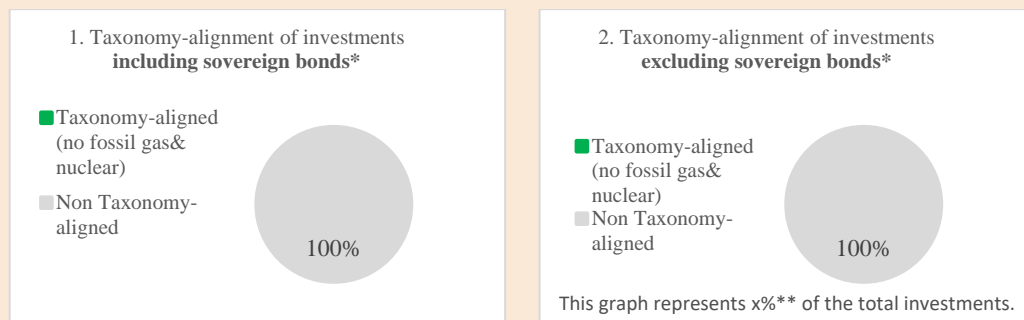 1. Taxonomy-alignment of investments
including sovereign bonds*
Taxonomy-aligned
(no fossil gas&
nuclear)
Non Taxonomy-
aligned
100%
2. Taxonomy-alignment of investments
excluding sovereign bonds*
Taxonomy-aligned
(no fossil gas&
nuclear)
Non Taxonomy-
aligned
100%
This graph represents x%** of the total investments.